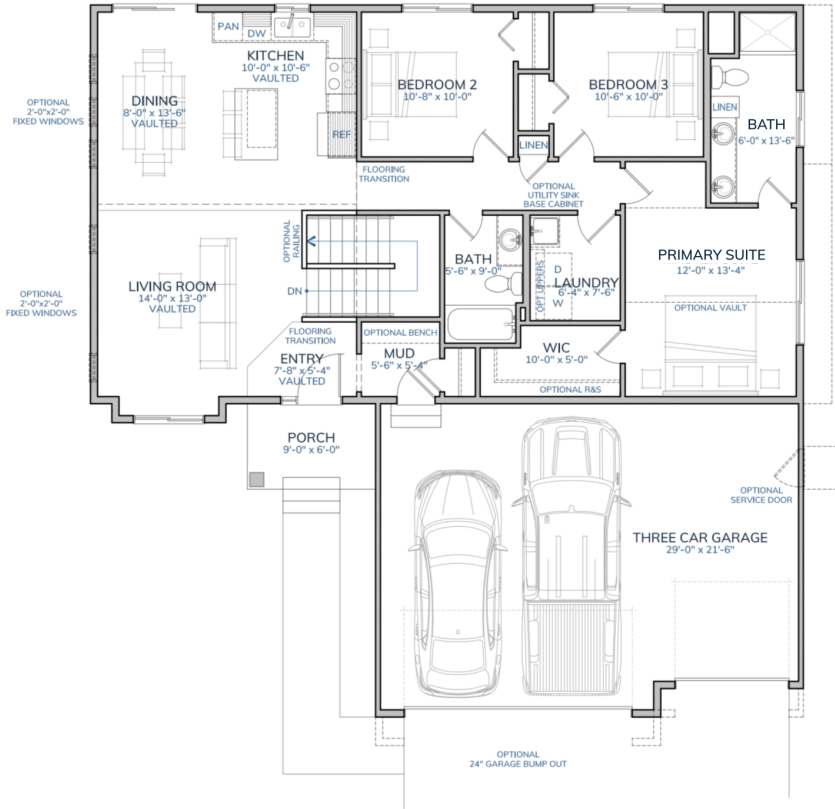 PAN
DW
KITCHEN
10'-0" x 10'-6"
VAULTED
DINING
8'-0" x 13'-6"
VAULTED
REF
OPTIONAL
2'-0"x2'-0"
FIXED WINDOWS
BEDROOM 2
10'-8" x 10'-0"
BEDROOM 3
10'-6" x 10'-0"
LINEN
BATH
6'-0" x 13'-6"
LINEN
FLOORING
TRANSITION
OPTIONAL
UTILITY SINK
BASE CABINET
OPTIONAL
RAILING
DN
BATH
5'-6" x 9'-0"
OPT UPPERS
D
W
LAUNDRY
6'-4" x 7'-6"
PRIMARY SUITE
12'-0" x 13'-4"
OPTIONAL VAULT
LIVING ROOM
14'-0" x 13'-0"
VAULTED
OPTIONAL
2'-0"x2'-0"
FIXED WINDOWS
FLOORING
TRANSITION
ENTRY
7'-8" x 5'-4"
VAULTED
OPTIONAL BENCH
MUD
5'-6" x 5'-4"
WIC
10'-0" x 5'-0"
OPTIONAL R&S
PORCH
9'-0" x 6'-0"
OPTIONAL
SERVICE DOOR
THREE CAR GARAGE
29'-0" x 21'-6"
OPTIONAL
24" GARAGE BUMP OUT